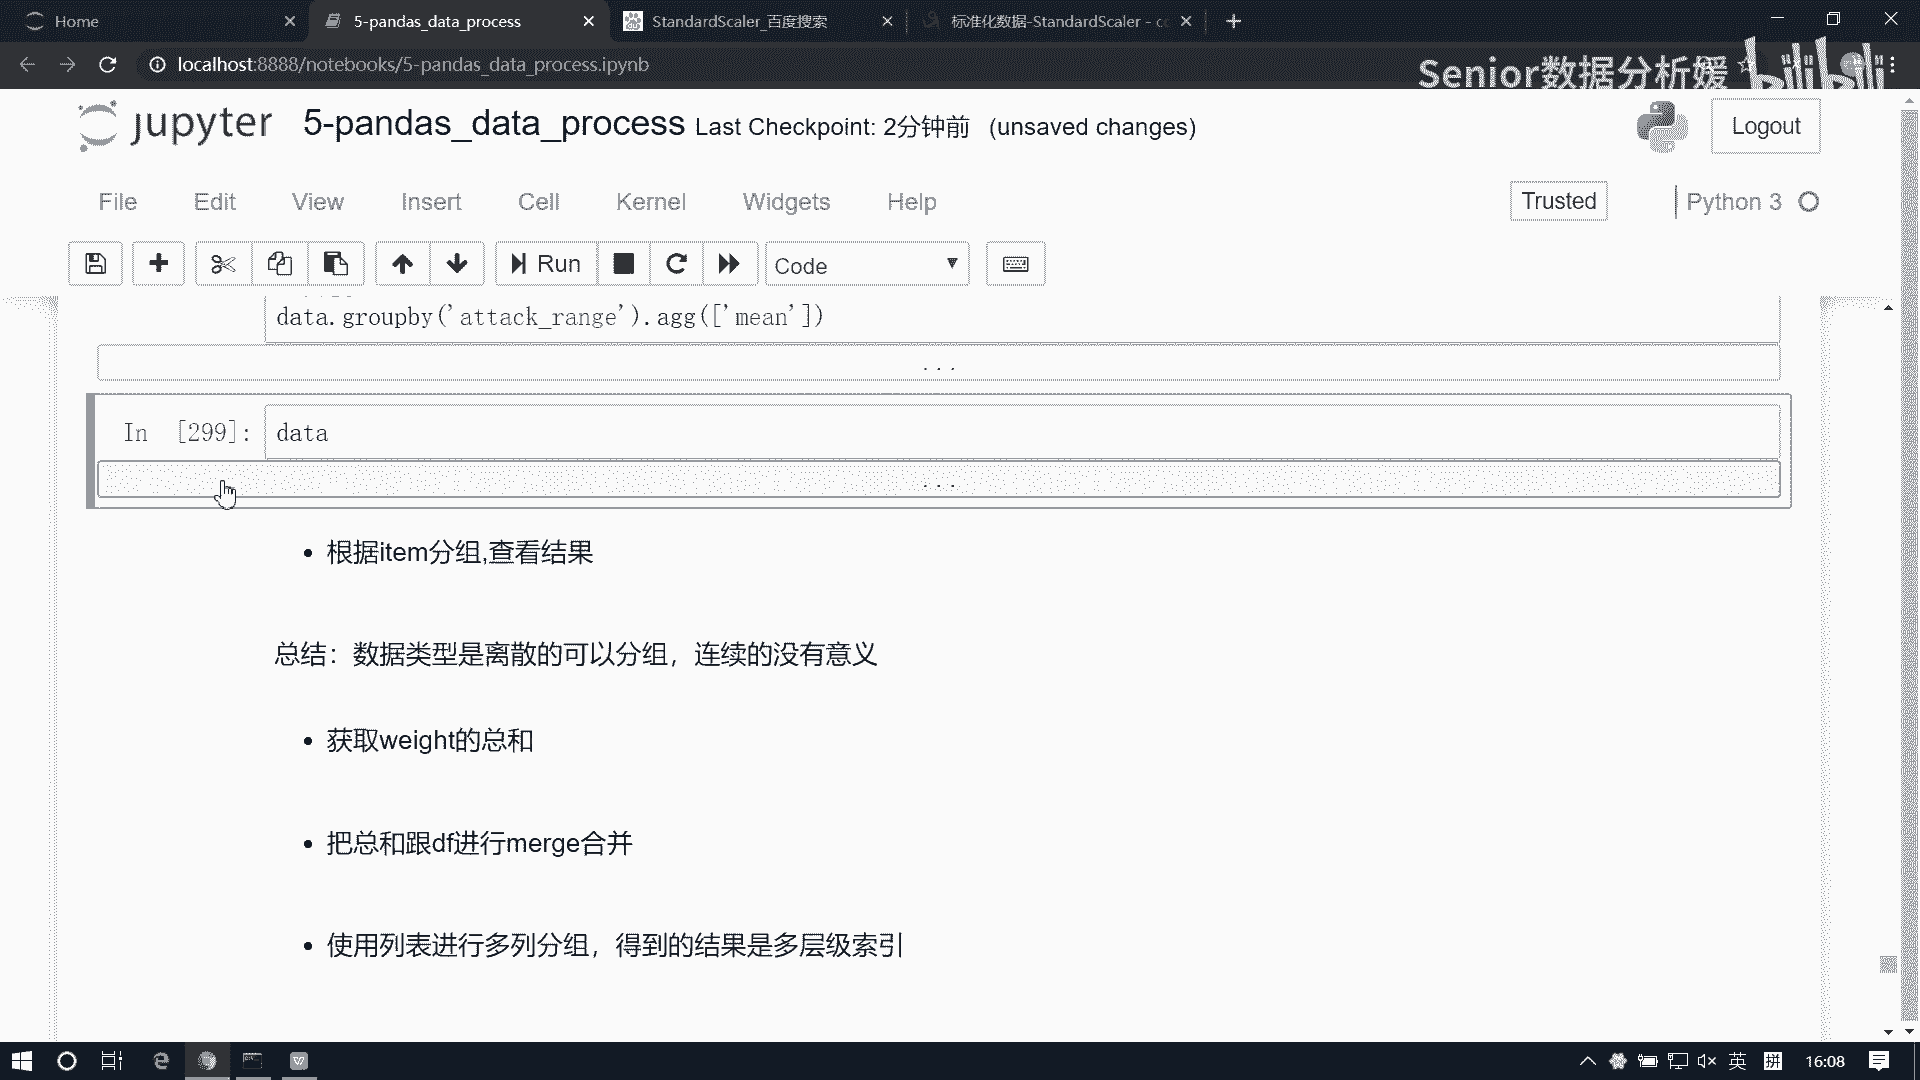 Home
5-pandas_data_process
StandardScaler_百度搜索
标准化数据-StandardScaler - c
localhost:8888/notebooks/5-pandas_data_process.ipynb
Senior数据分析媛 bilibili
jupyter 5-pandas_data_process Last Checkpoint: 2分钟前 (unsaved changes)
Logout
File Edit View Insert Cell Kernel Widgets Help
Trusted
Python 3
Run
Code
data.groupby('attack_range').agg(['mean'])
...
In [299]: data
...
• 根据item分组,查看结果
总结：数据类型是离散的可以分组，连续的没有意义
• 获取weight的总和
• 把总和跟df进行merge合并
• 使用列表进行多列分组，得到的结果是多层级索引
英 拼 16:08